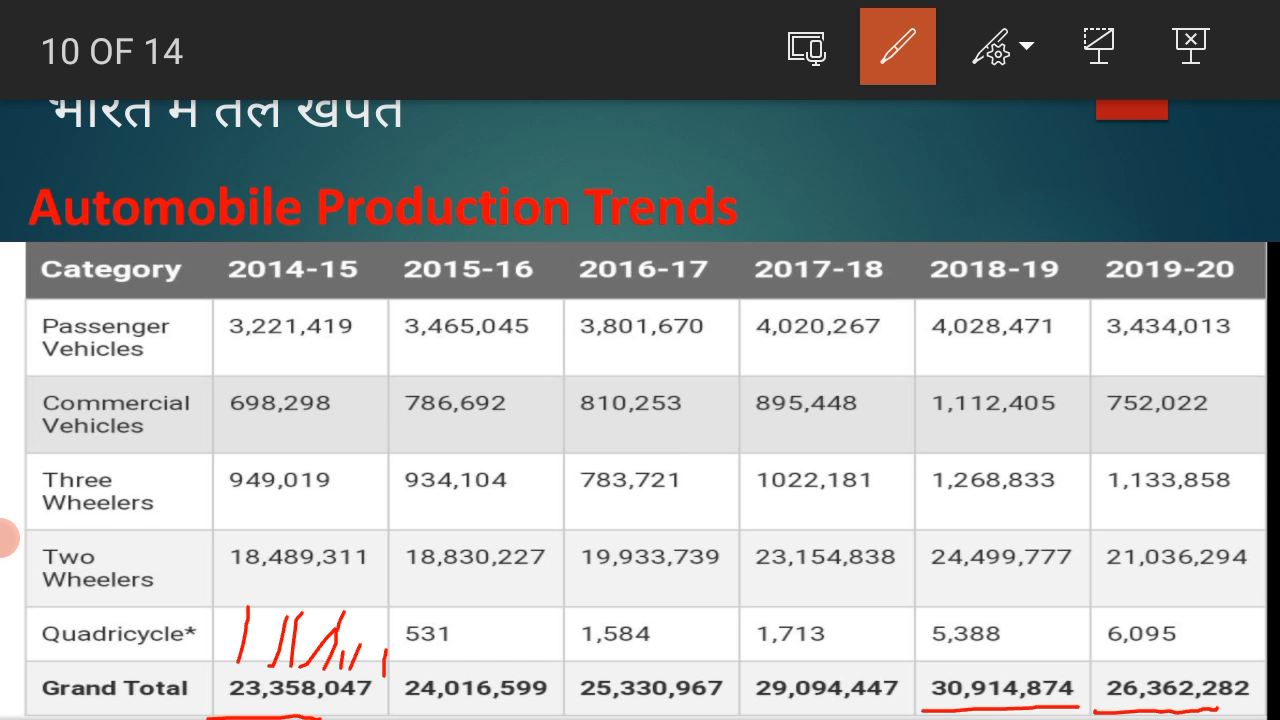 10 OF 14
भारत में तेल खपत
Automobile Production Trends
Category 2014-15 2015-16 2016-17 2017-18 2018-19 2019-20
Passenger Vehicles 3,221,419 3,465,045 3,801,670 4,020,267 4,028,471 3,434,013
Commercial Vehicles 698,298 786,692 810,253 895,448 1,112,405 752,022
Three Wheelers 949,019 934,104 783,721 1022,181 1,268,833 1,133,858
Two Wheelers 18,489,311 18,830,227 19,933,739 23,154,838 24,499,777 21,036,294
Quadricycle* 531 1,584 1,713 5,388 6,095
Grand Total 23,358,047 24,016,599 25,330,967 29,094,447 30,914,874 26,362,282